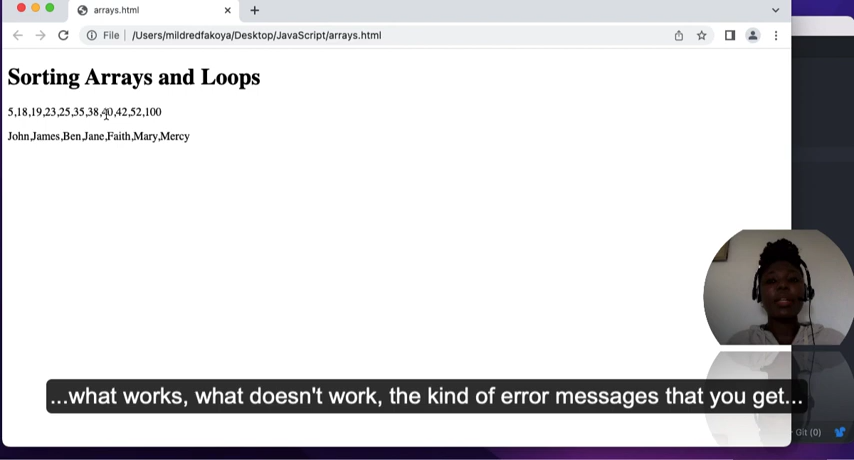 arrays.html
File | /Users/mildredfakoya/Desktop/JavaScript/arrays.html
Sorting Arrays and Loops
5,18,19,23,25,35,38,40,42,52,100
John,James,Ben,Jane,Faith,Mary,Mercy
...what works, what doesn't work, the kind of error messages that you get...
Git (0)